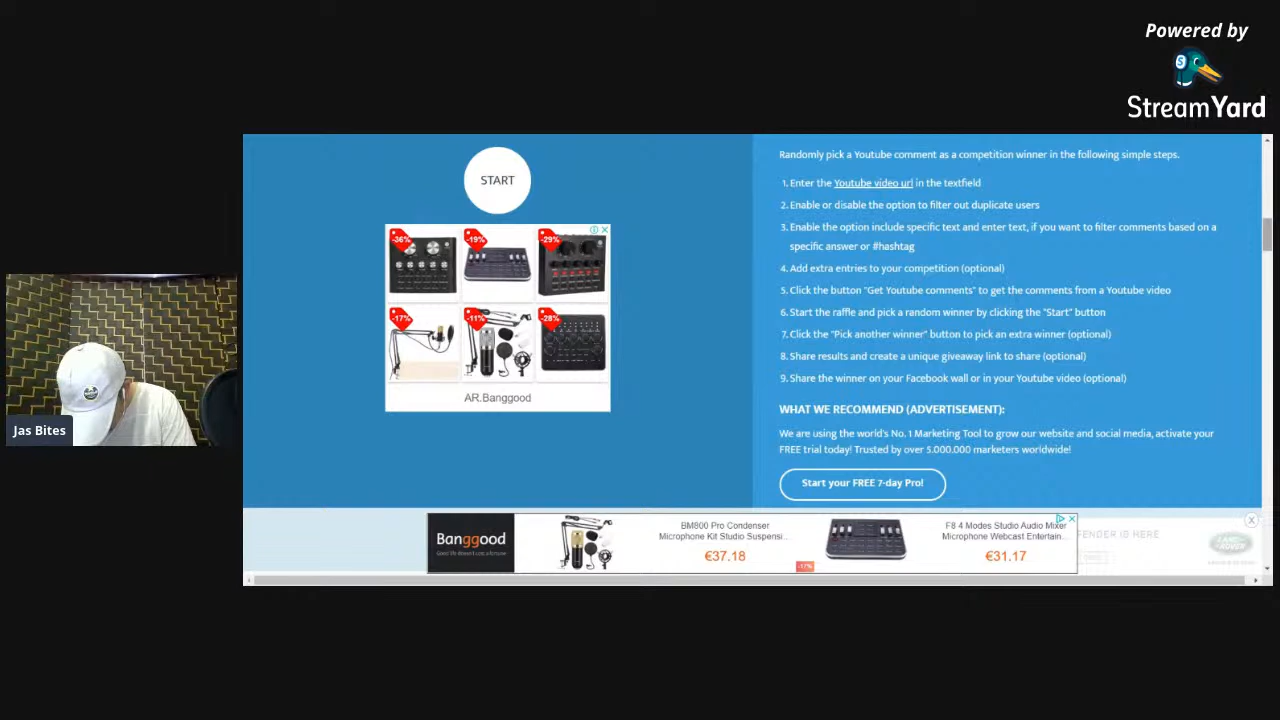 Powered by
StreamYard
START
Randomly pick a Youtube comment as a competition winner in the following simple steps.
1. Enter the Youtube video url in the textfield
2. Enable or disable the option to filter out duplicate users
3. Enable the option include specific text and enter text, if you want to filter comments based on a
specific answer or #hashtag
4. Add extra entries to your competition (optional)
5. Click the button "Get Youtube comments" to get the comments from a Youtube video
6. Start the raffle and pick a random winner by clicking the "Start" button
7. Click the "Pick another winner" button to pick an extra winner (optional)
8. Share results and create a unique giveaway link to share (optional)
9. Share the winner on your Facebook wall or in your Youtube video (optional)
WHAT WE RECOMMEND (ADVERTISEMENT):
We are using the world's No. 1 Marketing Tool to grow our website and social media, activate your
FREE trial today! Trusted by over 5.000.000 marketers worldwide!
Start your FREE 7-day Pro!
-36%
-19%
-29%
-17%
-11%
-28%
AR.Banggood
Jas Bites
Banggood
BM800 Pro Condenser
Microphone Kit Studio Suspensi...
€37.18
-17%
F8 4 Modes Studio Audio Mixer
Microphone Webcast Entertain...
€31.17
FENDER IS HERE